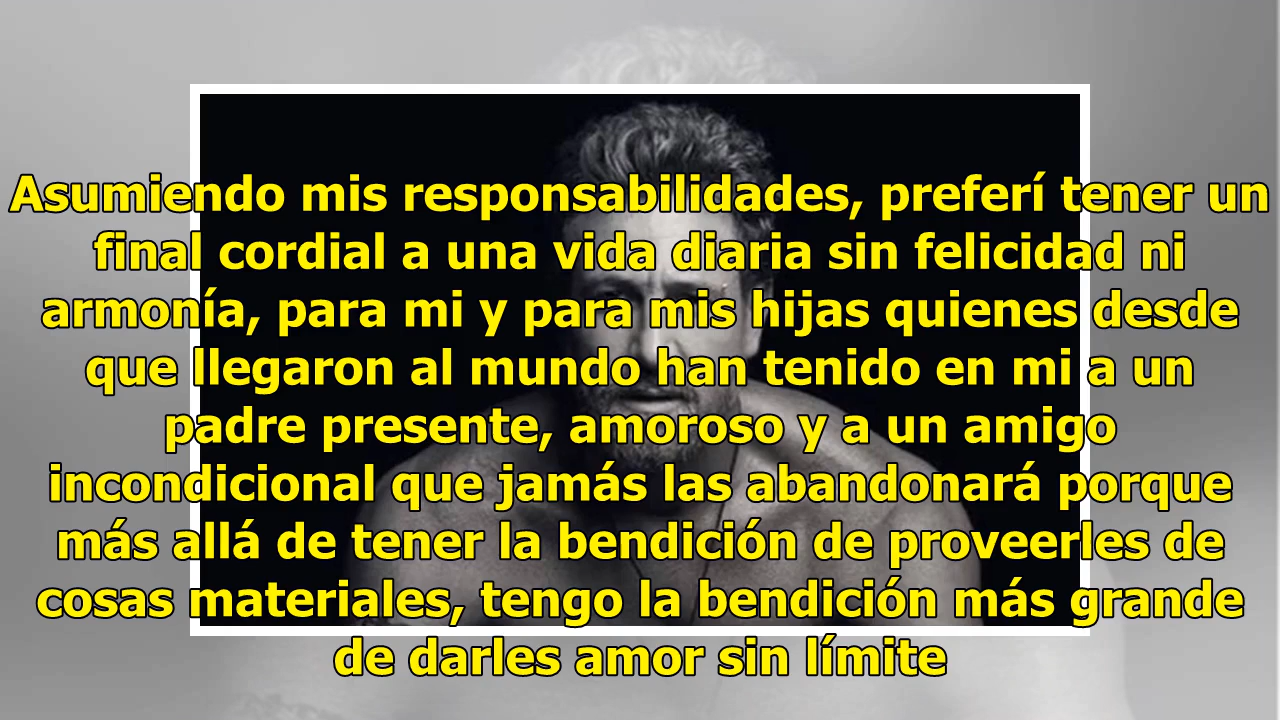 Asumiendo mis responsabilidades, preferí tener un
final cordial a una vida diaria sin felicidad ni
armonía, para mi y para mis hijas quienes desde
que llegaron al mundo han tenido en mi a un
padre presente, amoroso y a un amigo
incondicional que jamás las abandonará porque
más allá de tener la bendición de proveerles de
cosas materiales, tengo la bendición más grande
de darles amor sin límite